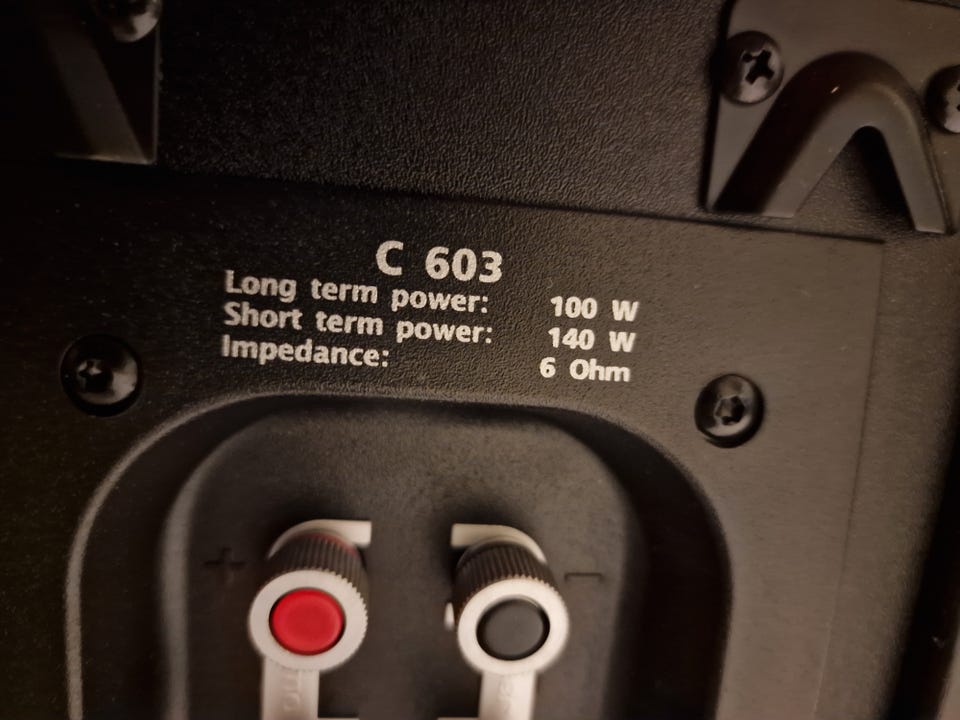 C 603
Long term power: 100 W
Short term power: 140 W
Impedance: 6 Ohm
+
−